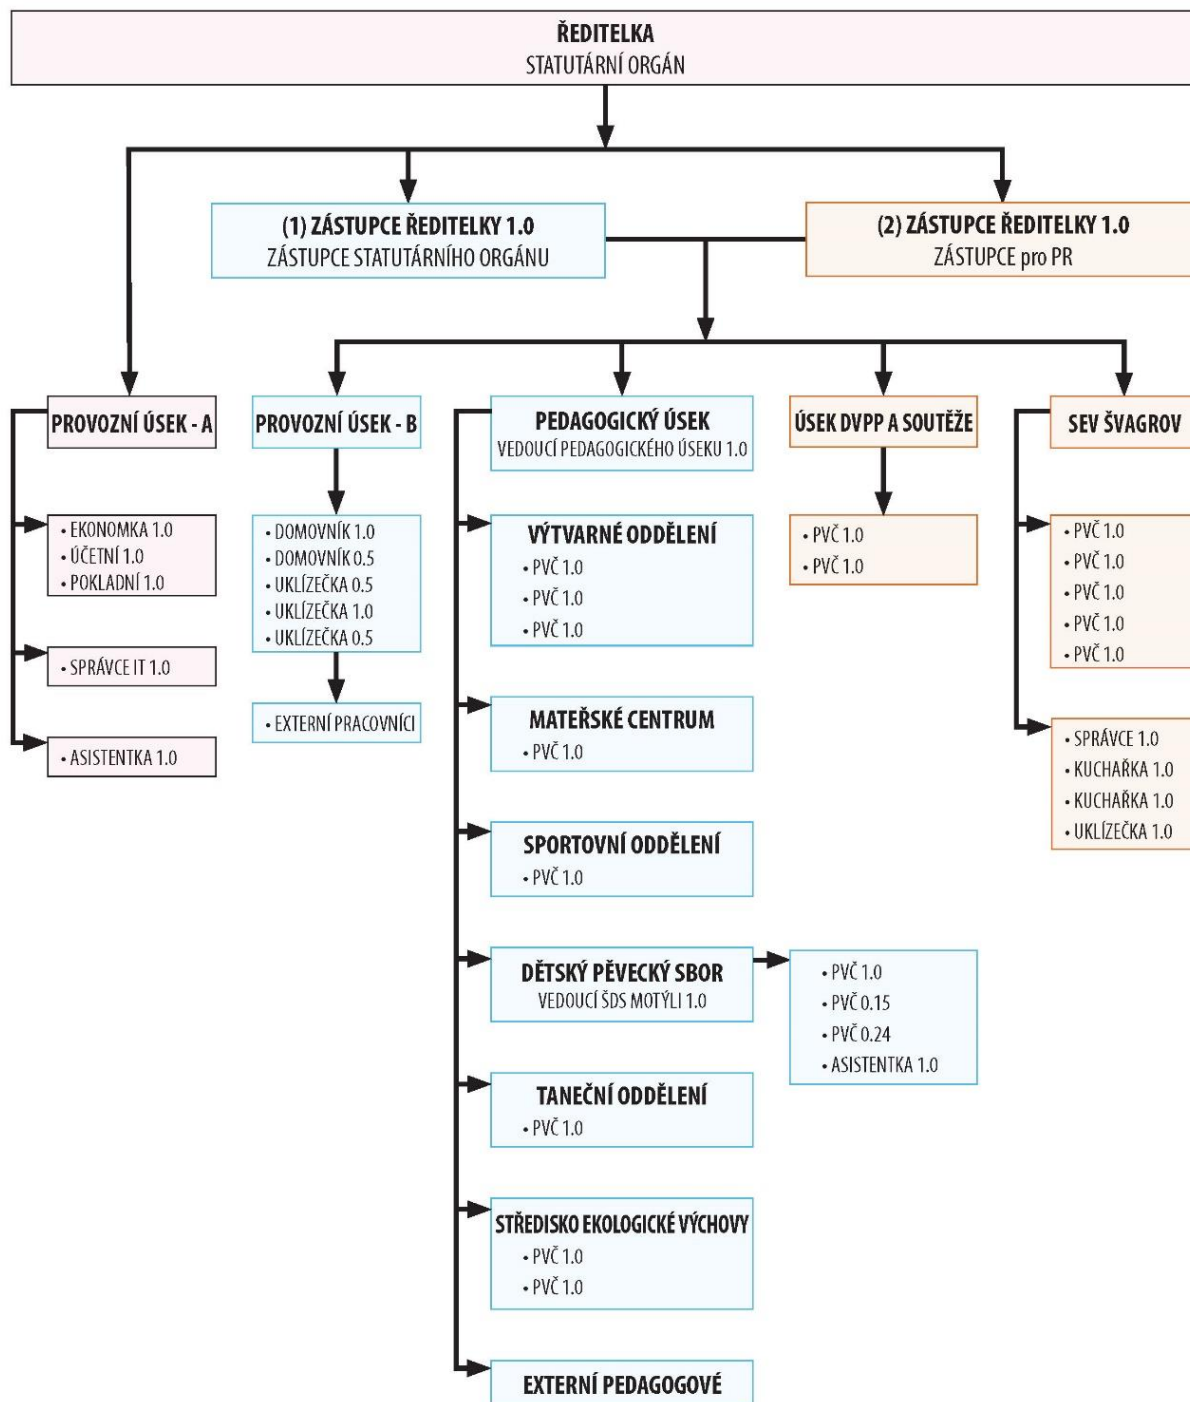 ŘEDITELKA
STATUTÁRNÍ ORGÁN
(1) ZÁSTUPCE ŘEDITELKY 1.0
ZÁSTUPCE STATUTÁRNÍHO ORGÁNU
(2) ZÁSTUPCE ŘEDITELKY 1.0
ZÁSTUPCE pro PR
PROVOZNÍ ÚSEK - A
• EKONOMKA 1.0
• ÚČETNÍ 1.0
• POKLADNÍ 1.0
• SPRÁVCE IT 1.0
• ASISTENTKA 1.0
PROVOZNÍ ÚSEK - B
• DOMOVNÍK 1.0
• DOMOVNÍK 0.5
• UKLÍZEČKA 0.5
• UKLÍZEČKA 1.0
• UKLÍZEČKA 0.5
• EXTERNÍ PRACOVNÍCI
PEDAGOGICKÝ ÚSEK
VEDOUCÍ PEDAGOGICKÉHO ÚSEKU 1.0
VÝTVARNÉ ODDĚLENÍ
• PVČ 1.0
• PVČ 1.0
• PVČ 1.0
MATEŘSKÉ CENTRUM
• PVČ 1.0
SPORTOVNÍ ODDĚLENÍ
• PVČ 1.0
DĚTSKÝ PĚVECKÝ SBOR
VEDOUCÍ ŠDS MOTÝLI 1.0
• PVČ 1.0
• PVČ 0.15
• PVČ 0.24
• ASISTENTKA 1.0
TANEČNÍ ODDĚLENÍ
• PVČ 1.0
STŘEDISKO EKOLOGICKÉ VÝCHOVY
• PVČ 1.0
• PVČ 1.0
EXTERNÍ PEDAGOGOVÉ
ÚSEK DVPP A SOUTĚŽE
• PVČ 1.0
• PVČ 1.0
SEV ŠVAGROV
• PVČ 1.0
• PVČ 1.0
• PVČ 1.0
• PVČ 1.0
• PVČ 1.0
• SPRÁVCE 1.0
• KUCHAŘKA 1.0
• KUCHAŘKA 1.0
• UKLÍZEČKA 1.0